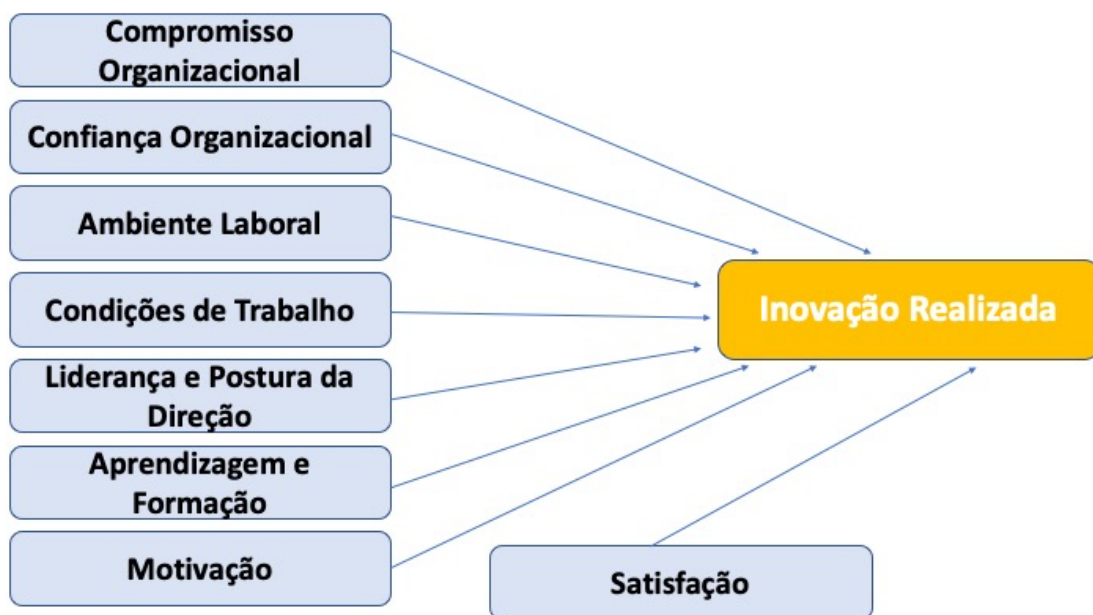 Compromisso
Organizacional
Confiança Organizacional
Ambiente Laboral
Condições de Trabalho
Inovação Realizada
Liderança e Postura da
Direção
Aprendizagem e
Formação
Motivação
Satisfação